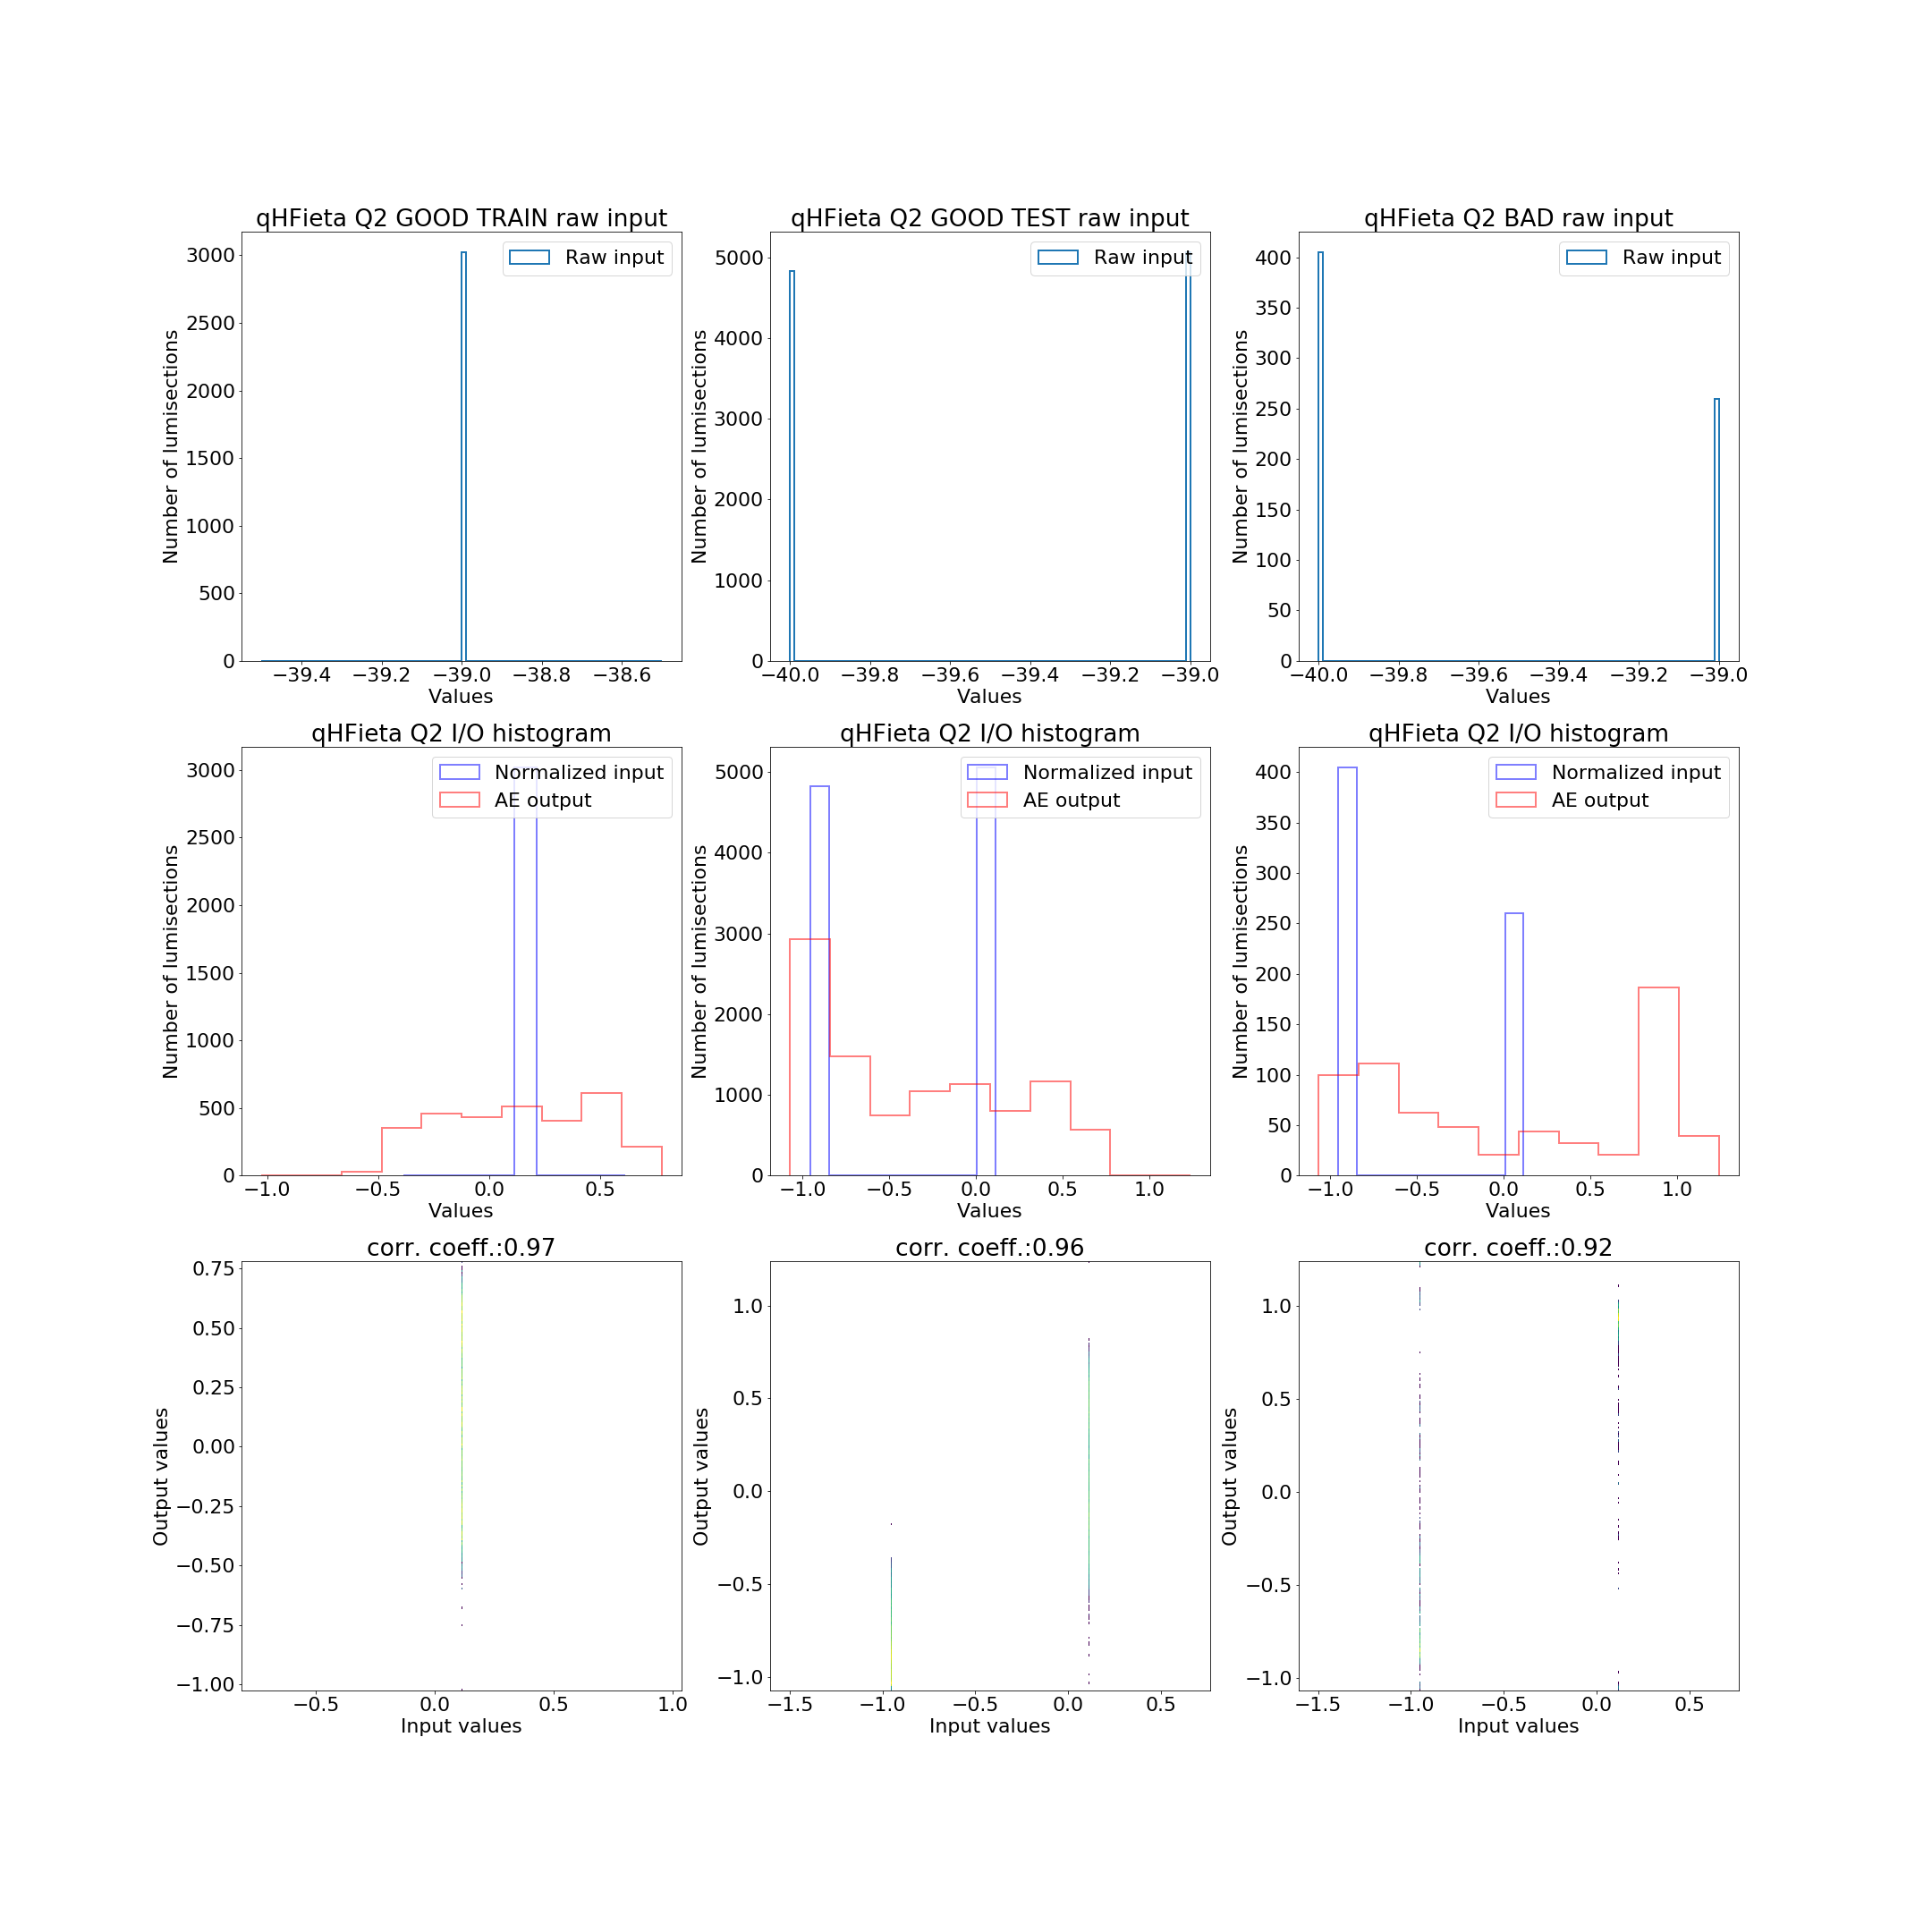 qHFieta Q2 GOOD TRAIN raw input
Raw input
Number of lumisections
3000
2500
2000
1500
1000
500
0
−39.4 −39.2 −39.0 −38.8 −38.6
Values
qHFieta Q2 GOOD TEST raw input
Raw input
Number of lumisections
5000
4000
3000
2000
1000
0
−40.0 −39.8 −39.6 −39.4 −39.2 −39.0
Values
qHFieta Q2 BAD raw input
Raw input
Number of lumisections
400
350
300
250
200
150
100
50
0
−40.0 −39.8 −39.6 −39.4 −39.2 −39.0
Values
qHFieta Q2 I/O histogram
Normalized input
AE output
Number of lumisections
3000
2500
2000
1500
1000
500
0
−1.0 −0.5 0.0 0.5
Values
qHFieta Q2 I/O histogram
Normalized input
AE output
Number of lumisections
5000
4000
3000
2000
1000
0
−1.0 −0.5 0.0 0.5 1.0
Values
qHFieta Q2 I/O histogram
Normalized input
AE output
Number of lumisections
400
350
300
250
200
150
100
50
0
−1.0 −0.5 0.0 0.5 1.0
Values
corr. coeff.:0.97
Output values
0.75
0.50
0.25
0.00
−0.25
−0.50
−0.75
−1.00
−0.5 0.0 0.5 1.0
Input values
corr. coeff.:0.96
Output values
1.0
0.5
0.0
−0.5
−1.0
−1.5 −1.0 −0.5 0.0 0.5
Input values
corr. coeff.:0.92
Output values
1.0
0.5
0.0
−0.5
−1.0
−1.5 −1.0 −0.5 0.0 0.5
Input values